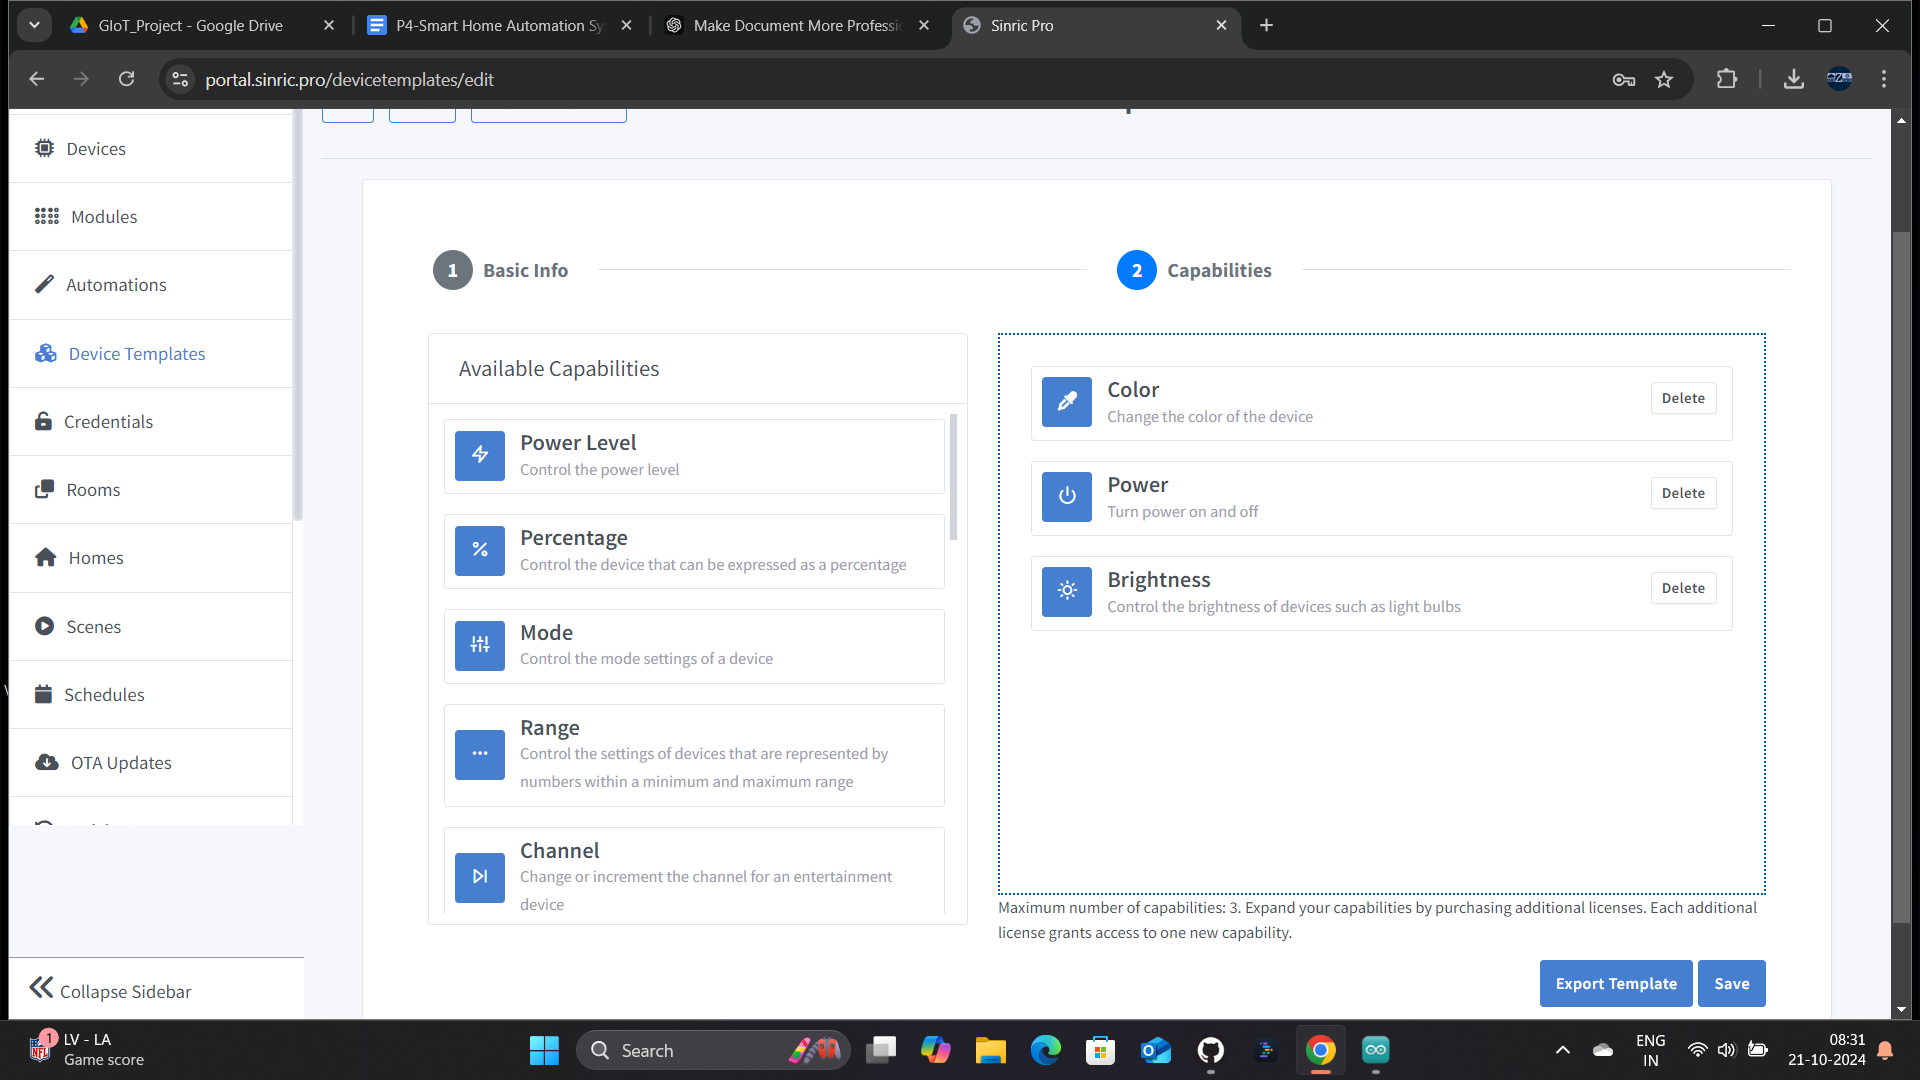 GIoT_Project - Google Drive
P4-Smart Home Automation Sy
Make Document More Professi
Sinric Pro
portal.sinric.pro/devicetemplates/edit
Devices
Modules
Automations
Device Templates
Credentials
Rooms
Homes
Scenes
Schedules
OTA Updates
Collapse Sidebar
1 Basic Info
2 Capabilities
Available Capabilities
Power Level
Control the power level
Percentage
Control the device that can be expressed as a percentage
Mode
Control the mode settings of a device
Range
Control the settings of devices that are represented by
numbers within a minimum and maximum range
Channel
Change or increment the channel for an entertainment
device
Color
Change the color of the device
Delete
Power
Turn power on and off
Delete
Brightness
Control the brightness of devices such as light bulbs
Delete
Maximum number of capabilities: 3. Expand your capabilities by purchasing additional licenses. Each additional
license grants access to one new capability.
Export Template
Save
1
LV - LA
Game score
Search
ENG
IN
08:31
21-10-2024